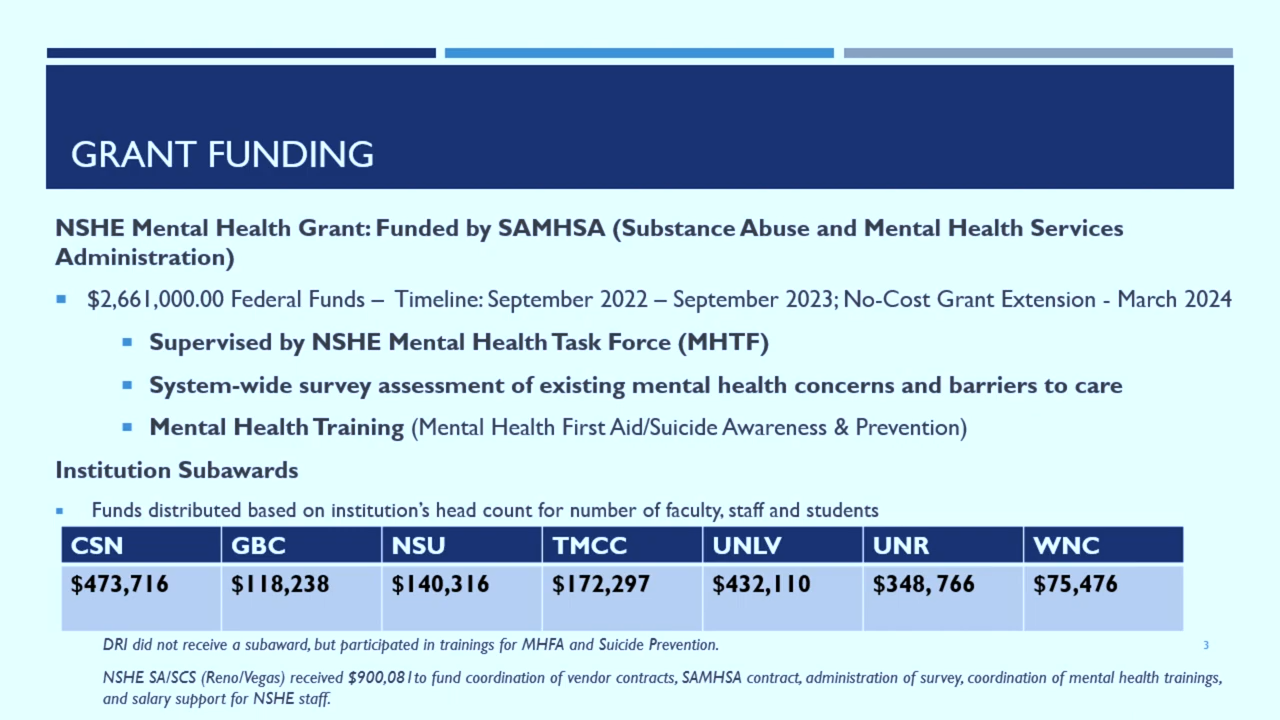 GRANT FUNDING
NSHE Mental Health Grant: Funded by SAMHSA (Substance Abuse and Mental Health Services
Administration)
$2,661,000.00 Federal Funds – Timeline: September 2022 – September 2023; No-Cost Grant Extension - March 2024
Supervised by NSHE Mental Health Task Force (MHTF)
System-wide survey assessment of existing mental health concerns and barriers to care
Mental Health Training (Mental Health First Aid/Suicide Awareness & Prevention)
Institution Subawards
Funds distributed based on institution’s head count for number of faculty, staff and students
CSN GBC NSU TMCC UNLV UNR WNC
$473,716 $118,238 $140,316 $172,297 $432,110 $348, 766 $75,476
DRI did not receive a subaward, but participated in trainings for MHFA and Suicide Prevention.
3
NSHE SA/SCS (Reno/Vegas) received $900,081to fund coordination of vendor contracts, SAMHSA contract, administration of survey, coordination of mental health trainings,
and salary support for NSHE staff.